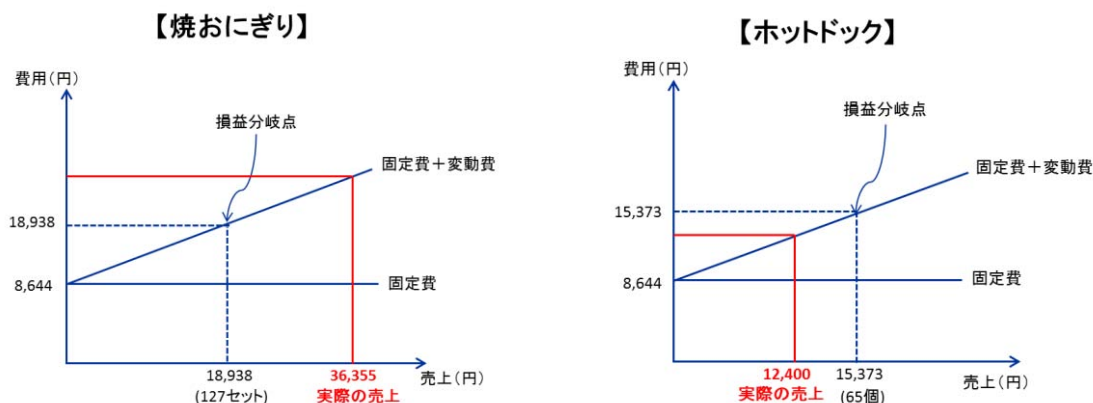 【焼おにぎり】
費用（円）
損益分岐点
固定費＋変動費
18,938
8,644
固定費
18,938
(127セット)
36,355
実際の売上
売上（円）
【ホットドック】
費用（円）
損益分岐点
固定費＋変動費
15,373
8,644
固定費
12,400
実際の売上
15,373
(65個)
売上（円）